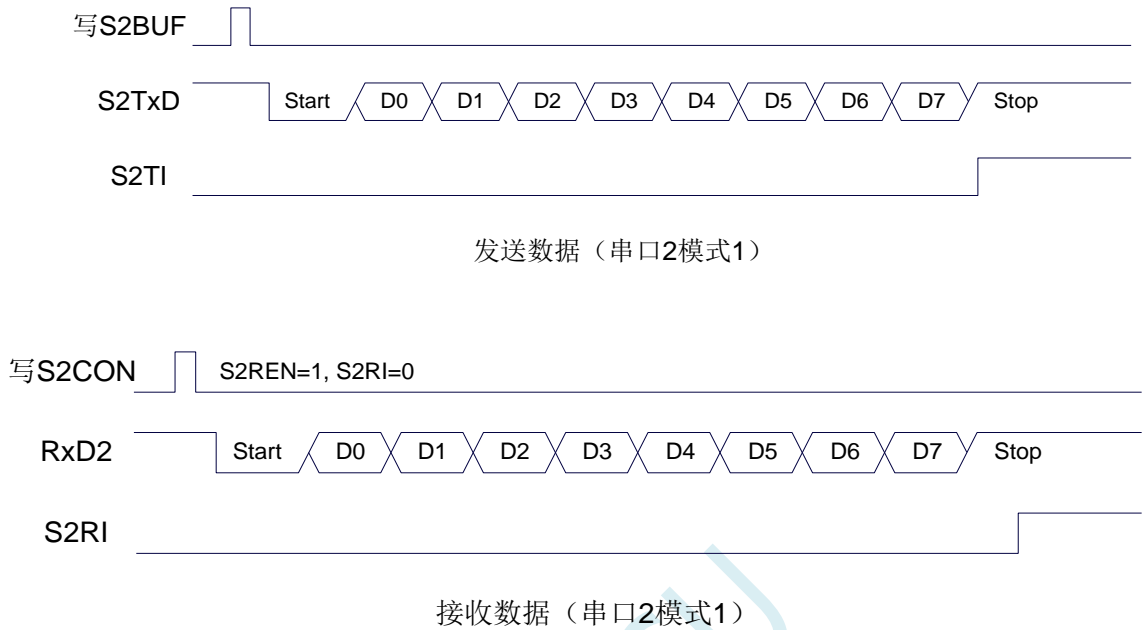 写S2BUF
S2TxD Start D0 D1 D2 D3 D4 D5 D6 D7 Stop
S2TI
发送数据（串口2模式1）
写S2CON S2REN=1, S2RI=0
RxD2 Start D0 D1 D2 D3 D4 D5 D6 D7 Stop
S2RI
接收数据（串口2模式1）